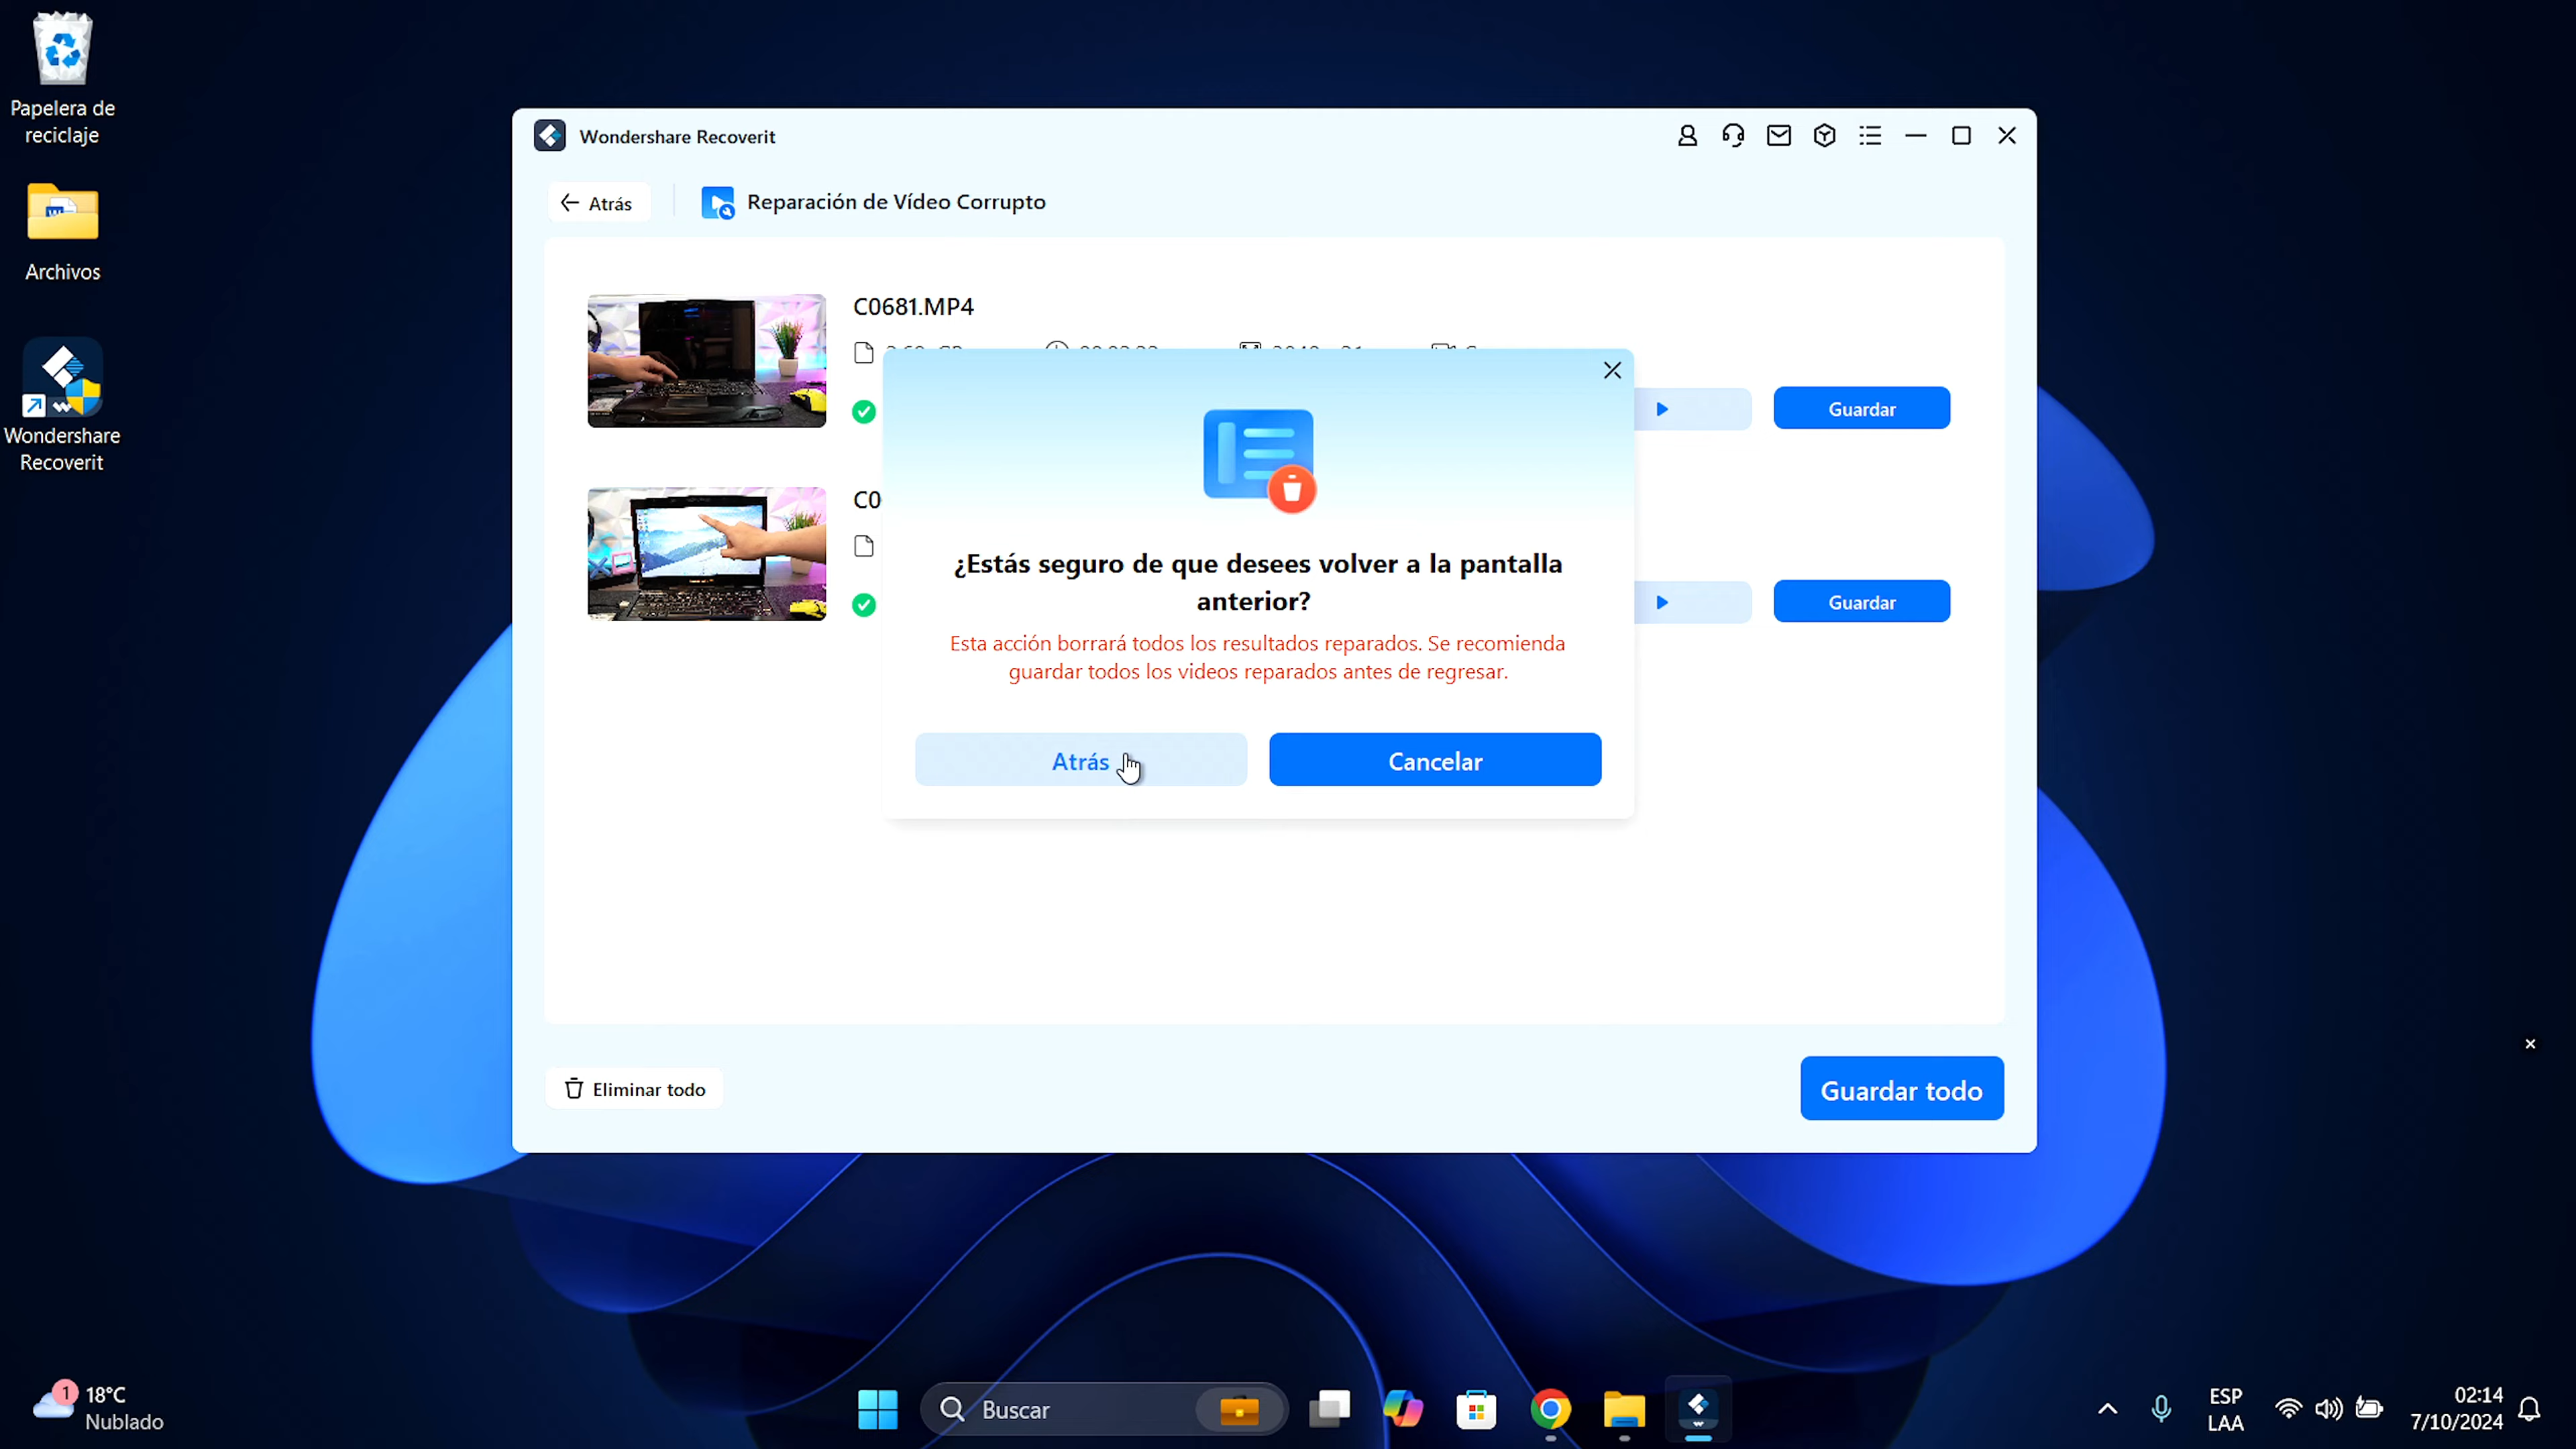 Papelera de
reciclaje
Archivos
Wondershare
Recoverit
Wondershare Recoverit
Atrás
Reparación de Vídeo Corrupto
C0681.MP4
Guardar
C0
Guardar
¿Estás seguro de que desees volver a la pantalla
anterior?
Esta acción borrará todos los resultados reparados. Se recomienda
guardar todos los videos reparados antes de regresar.
Atrás
Cancelar
Eliminar todo
Guardar todo
1
18°C
Nublado
Buscar
ESP
LAA
02:14
7/10/2024